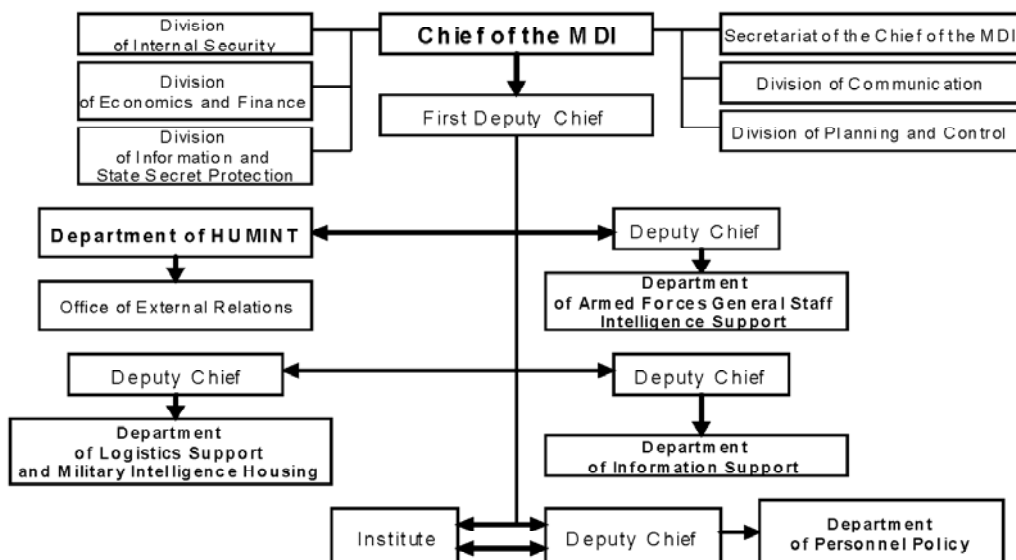 Division
of Internal Security
Chief of the MDI
Secretariat of the Chief of the MDI
Division
of Economics and Finance
First Deputy Chief
Division of Communication
Division
of Information and
State Secret Protection
Division of Planning and Control
Department of HUMINT
Deputy Chief
Office of External Relations
Department
of Armed Forces General Staff
Intelligence Support
Deputy Chief
Deputy Chief
Department
of Logistics Support
and Military Intelligence Housing
Department
of Information Support
Institute
Deputy Chief
Department
of Personnel Policy